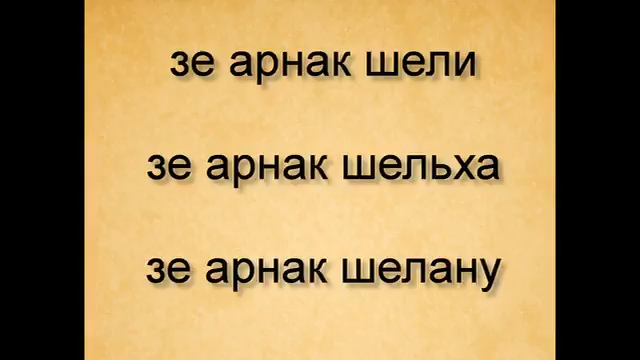 зе арнак шели
зе арнак шельха
зе арнак шелану